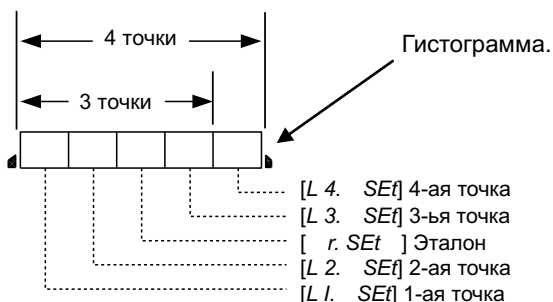 4 точки
Гистограмма.
3 точки
[L 4. SEt] 4-ая точка
[L 3. SEt] 3-ья точка
[ r. SEt ] Эталон
[L 2. SEt] 2-ая точка
[L I. SEt] 1-ая точка